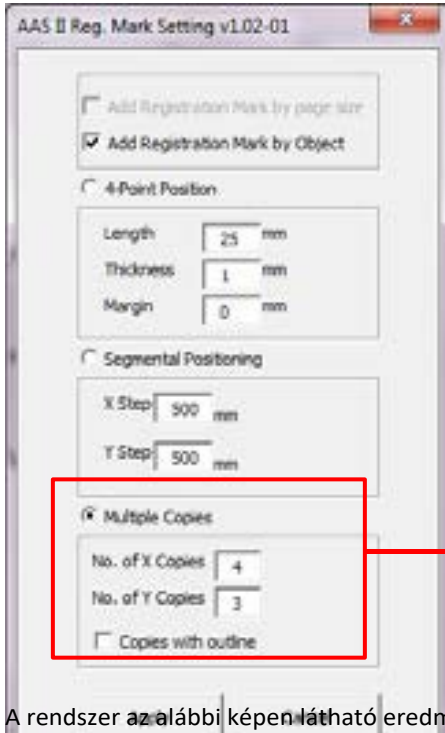 AAS II Reg. Mark Setting v1.02-01
Add Registration Mark by page size
Add Registration Mark by Object
4-Point Position
Length 25 mm
Thickness 1 mm
Margin 0 mm
Segmental Positioning
X Step 500 mm
Y Step 500 mm
Multiple Copies
No. of X Copies 4
No. of Y Copies 3
Copies with outline
A rendszer az alábbi képen látható eredm